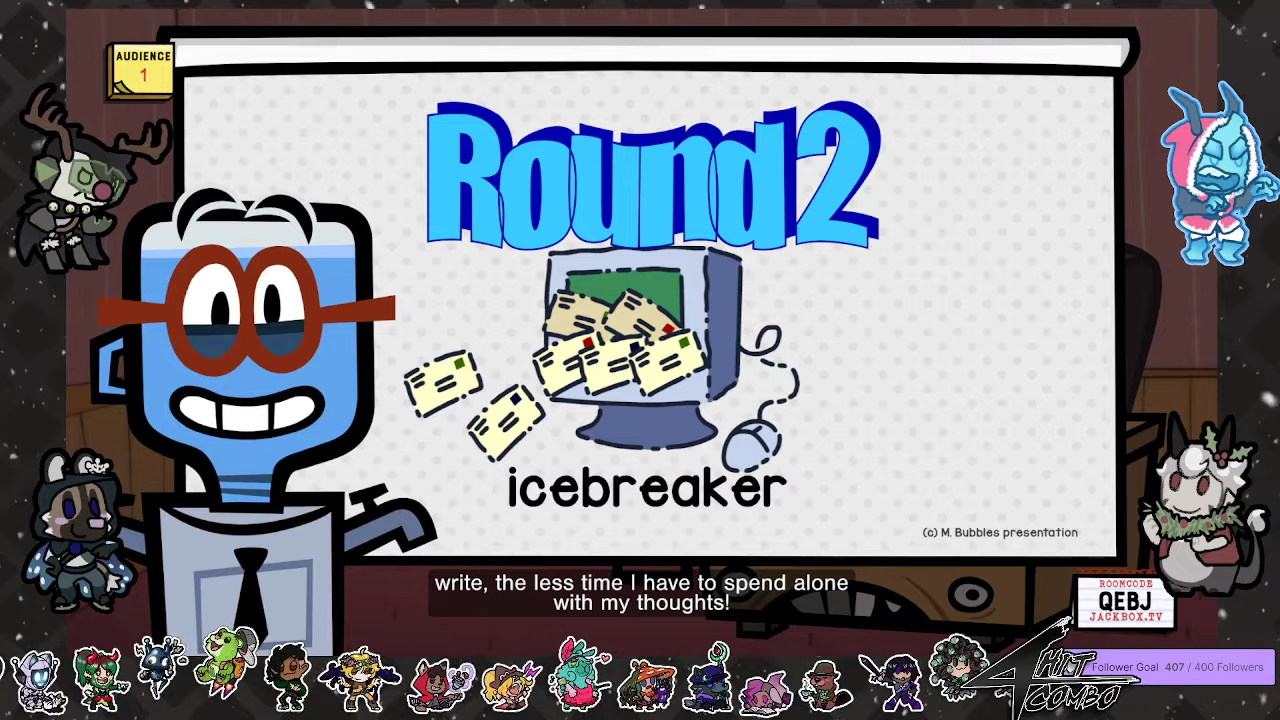 AUDIENCE
1
Round 2
icebreaker
(c) M. Bubbles presentation
write, the less time I have to spend alone
with my thoughts!
ROOMCODE
QEBJ
JACKBOX.TV
4 HIT
COMBO
Follower Goal 407 / 400 Followers